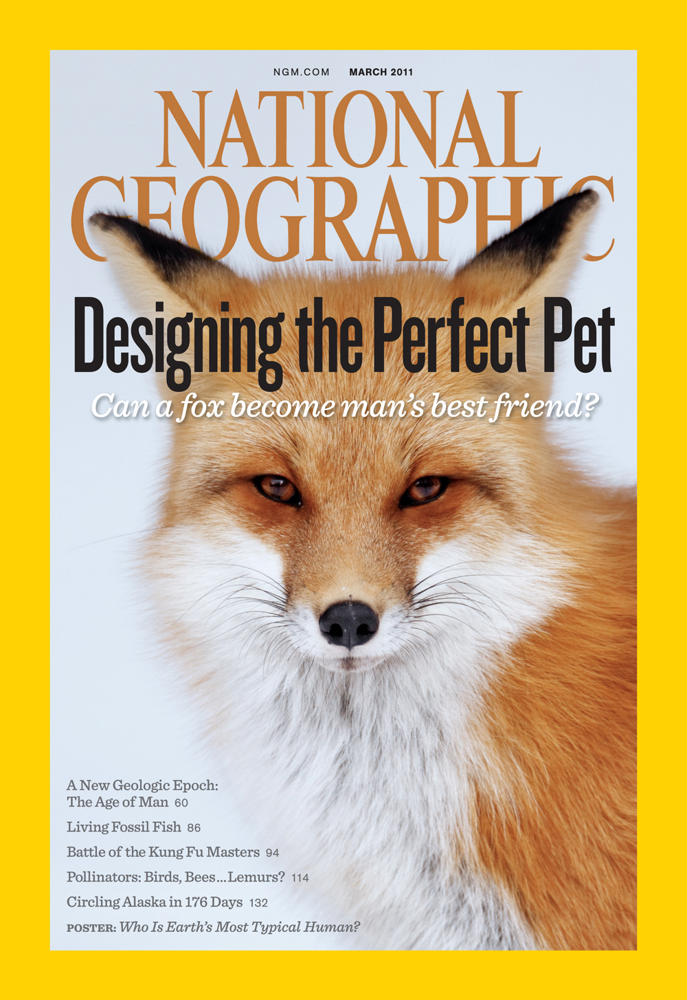 NGM.COM MARCH 2011
NATIONAL
GEOGRAPHIC
Designing the Perfect Pet
Can a fox become man's best friend?
A New Geologic Epoch:
The Age of Man 60
Living Fossil Fish 86
Battle of the Kung Fu Masters 94
Pollinators: Birds, Bees...Lemurs? 114
Circling Alaska in 176 Days 132
POSTER: Who Is Earth's Most Typical Human?